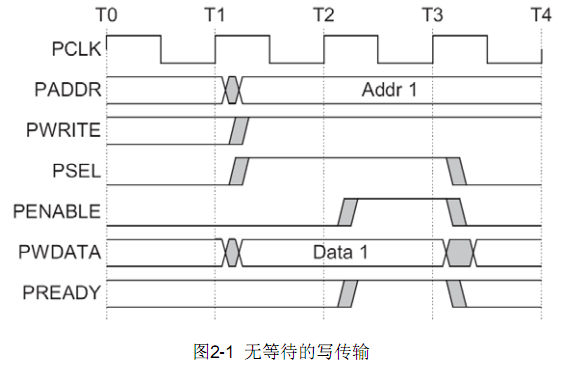 T0 T1 T2 T3 T4
PCLK
PADDR Addr 1
PWRITE
PSEL
PENABLE
PWDATA Data 1
PREADY
图2-1 无等待的写传输